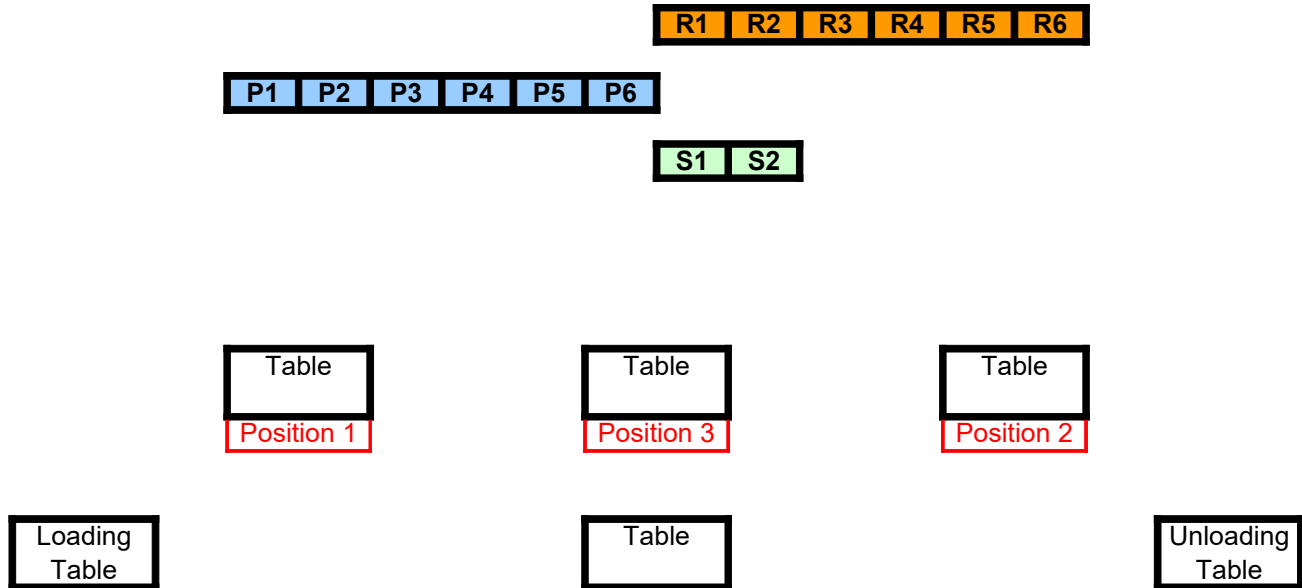 R1 R2 R3 R4 R5 R6
P1 P2 P3 P4 P5 P6
S1 S2
Table Table Table
Position 1 Position 3 Position 2
Loading Table Unloading
Table Table